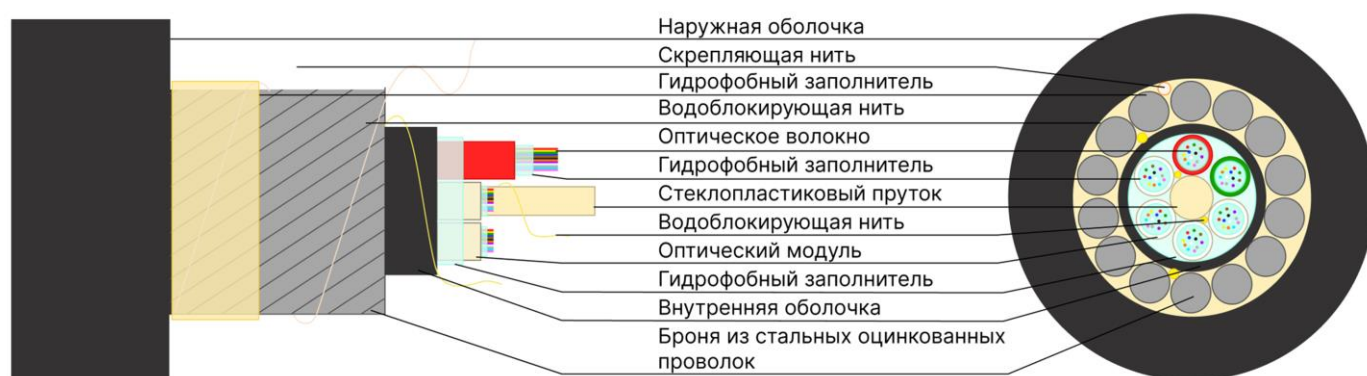 Наружная оболочка
Скрепляющая нить
Гидрофобный заполнитель
Водоблокирующая нить
Оптическое волокно
Гидрофобный заполнитель
Стеклопластиковый пруток
Водоблокирующая нить
Оптический модуль
Гидрофобный заполнитель
Внутренняя оболочка
Броня из стальных оцинкованных
проволок